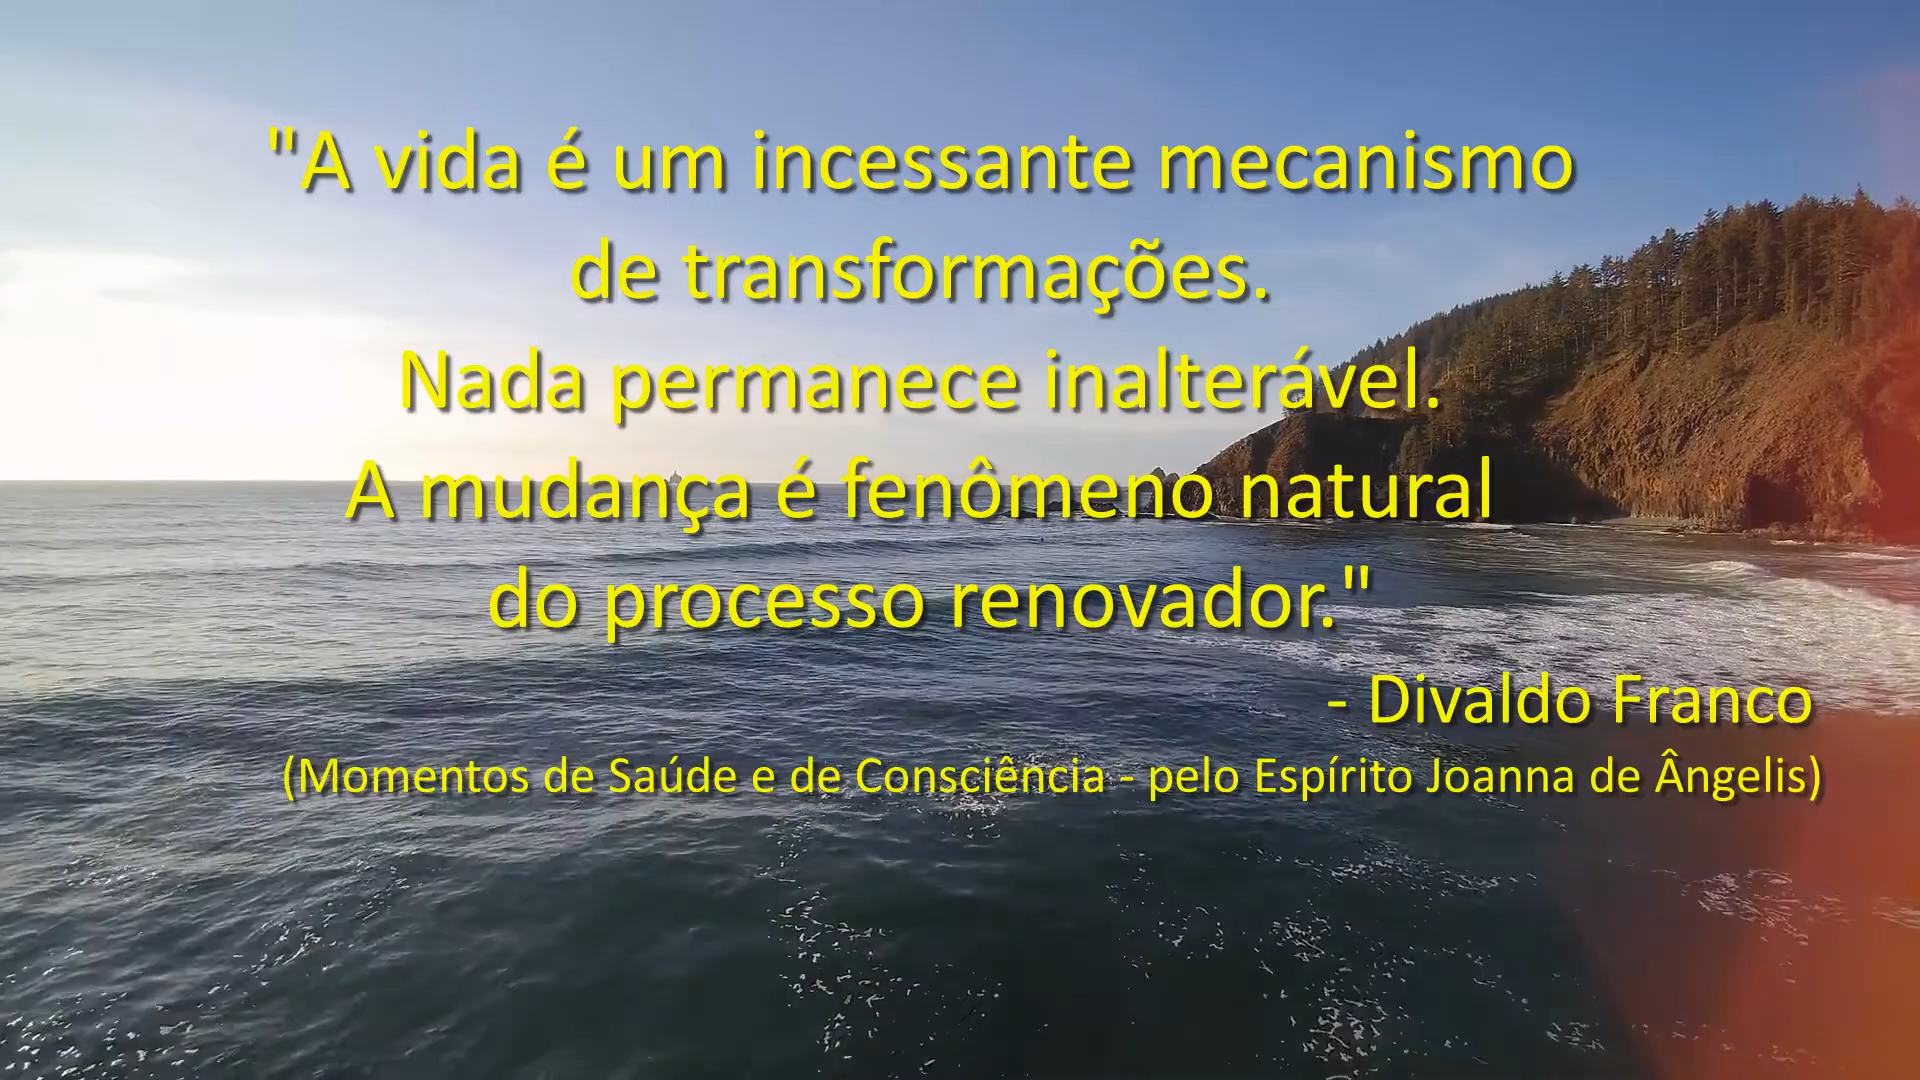 "A vida é um incessante mecanismo
de transformações.
Nada permanece inalterável.
A mudança é fenômeno natural
do processo renovador."
- Divaldo Franco
(Momentos de Saúde e de Consciência - pelo Espírito Joanna de Ângelis)